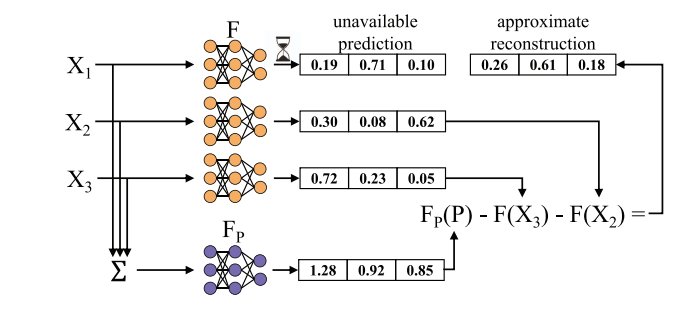 unavailable
prediction
approximate
reconstruction
F
X1
0.19 0.71 0.10
0.26 0.61 0.18
X2
0.30 0.08 0.62
X3
0.72 0.23 0.05
FP(P) - F(X3) - F(X2) =
FP
Σ
1.28 0.92 0.85